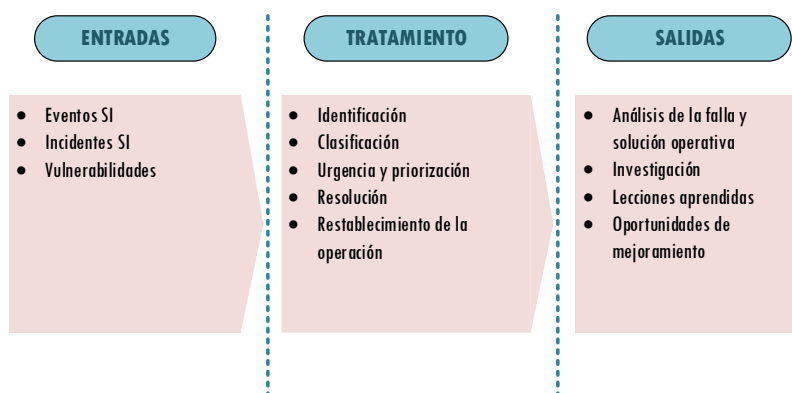 ENTRADAS
TRATAMIENTO
SALIDAS
● Eventos SI
● Incidentes SI
● Vulnerabilidades
● Identificación
● Clasificación
● Urgencia y priorización
● Resolución
● Restablecimiento de la
operación
● Análisis de la falla y
solución operativa
● Investigación
● Lecciones aprendidas
● Oportunidades de
mejoramiento